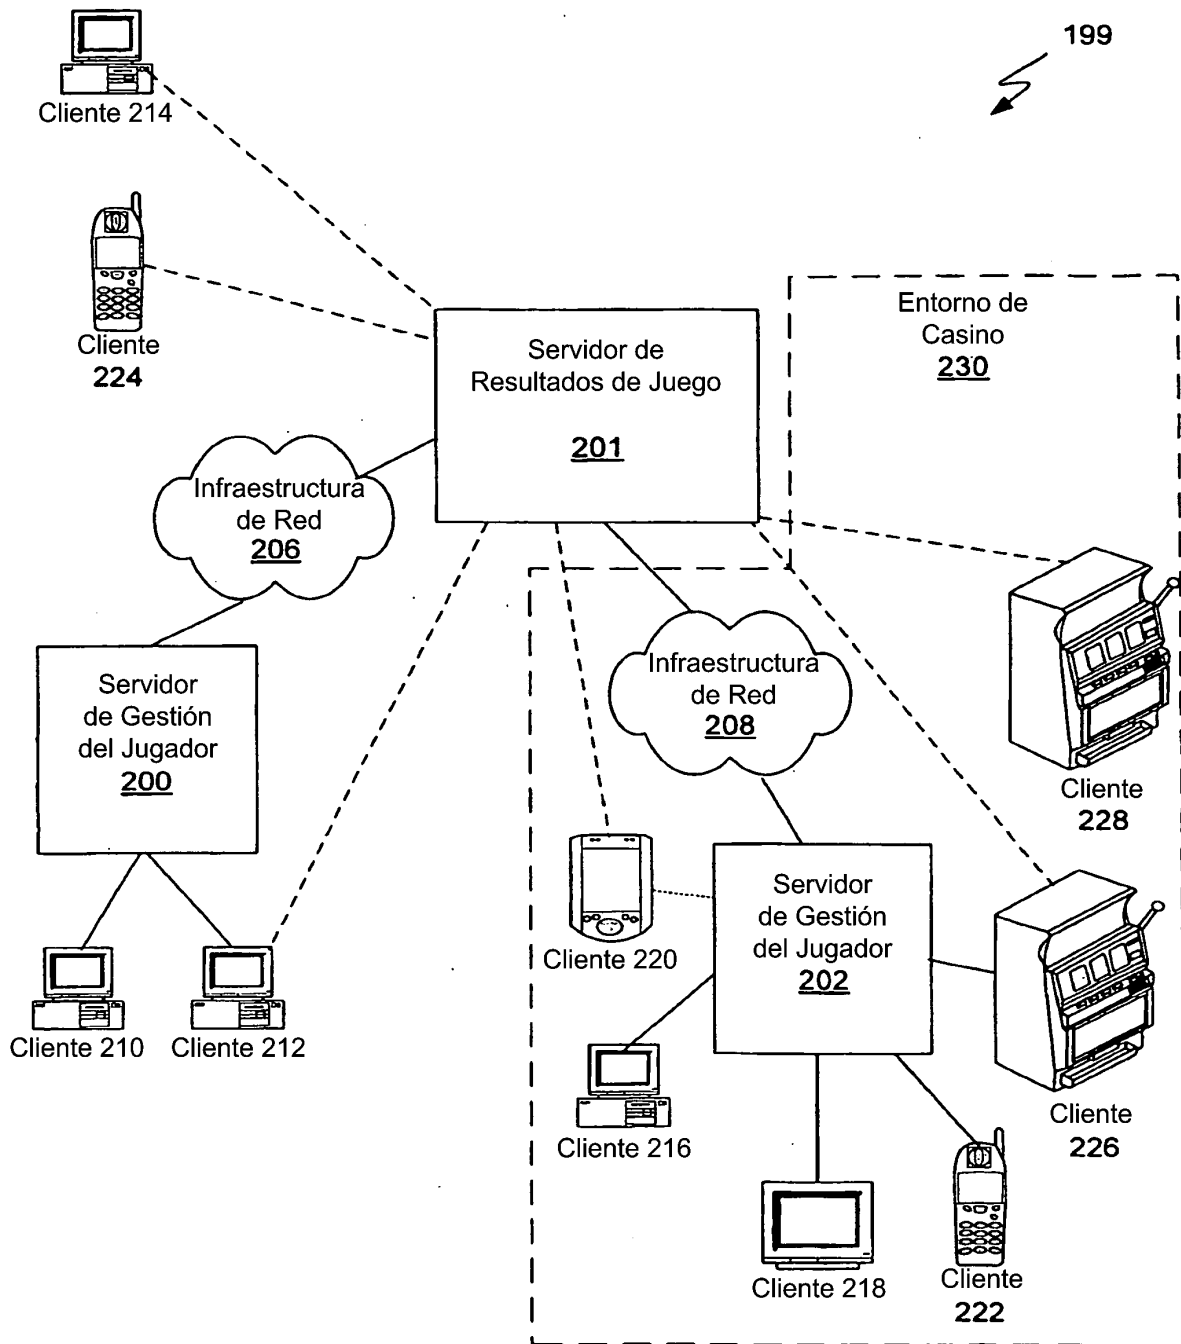 199
Cliente 214
Cliente
224
Entorno de
Casino
230
Servidor de
Resultados de Juego
201
Infraestructura
de Red
206
Infraestructura
de Red
208
Servidor
de Gestión
del Jugador
200
Cliente
228
Servidor
de Gestión
del Jugador
202
Cliente 220
Cliente 210
Cliente 212
Cliente 216
Cliente
226
Cliente 218
Cliente
222